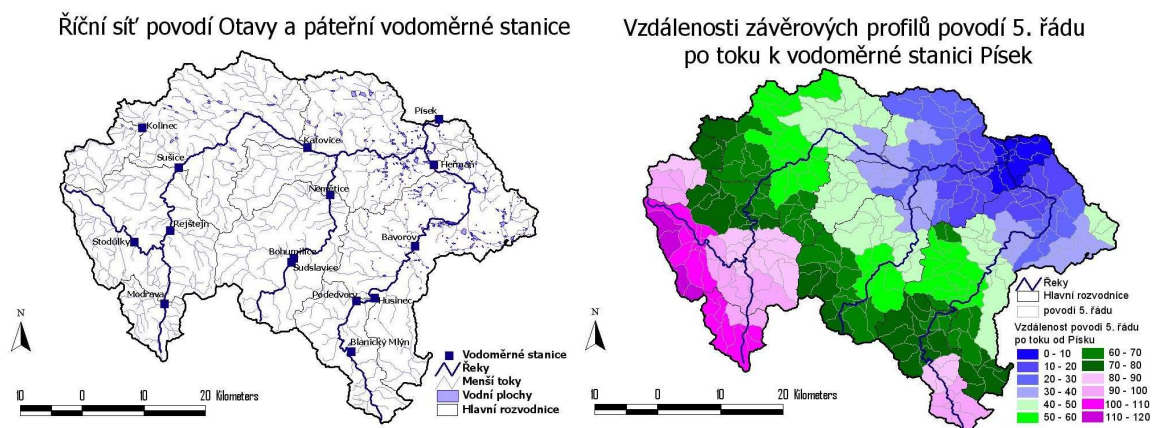 Říční síť povodí Otavy a páteřní vodoměrné stanice
Písek
Kolinec
Katovice
Sušice
Heřmaň
Němětice
Rejštejn
Stodůlky
Bavorov
Bohumilice
Sudslavice
Modrava
Podedvory
Husinec
Blanický Mlýn
N
Vodoměrné stanice
Řeky
Menší toky
Vodní plochy
Hlavní rozvodnice
10 0 10 20 Kilometers
Vzdálenosti závěrových profilů povodí 5. řádu
po toku k vodoměrné stanici Písek
Řeky
Hlavní rozvodnice
povodí 5. řádu
Vzdálenost povodí 5. řádu
po toku od Písku
0 - 10
10 - 20
20 - 30
30 - 40
40 - 50
50 - 60
60 - 70
70 - 80
80 - 90
90 - 100
100 - 110
110 - 120
N
10 0 10 20 Kilometers